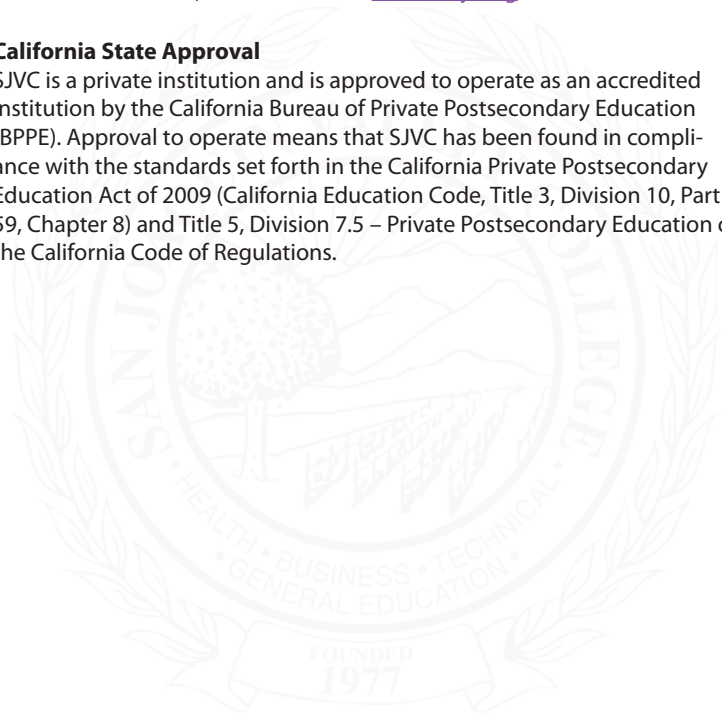 California State Approval
SJVC is a private institution and is approved to operate as an accredited
institution by the California Bureau of Private Postsecondary Education
(BPPE). Approval to operate means that SJVC has been found in compli-
ance with the standards set forth in the California Private Postsecondary
Education Act of 2009 (California Education Code, Title 3, Division 10, Part
59, Chapter 8) and Title 5, Division 7.5 – Private Postsecondary Education
the California Code of Regulations.
SAN JO
OLLEGE
• HEALTH • BUSINESS • TECHNICAL •
• GENERAL EDUCATION •
FOUNDED
1977